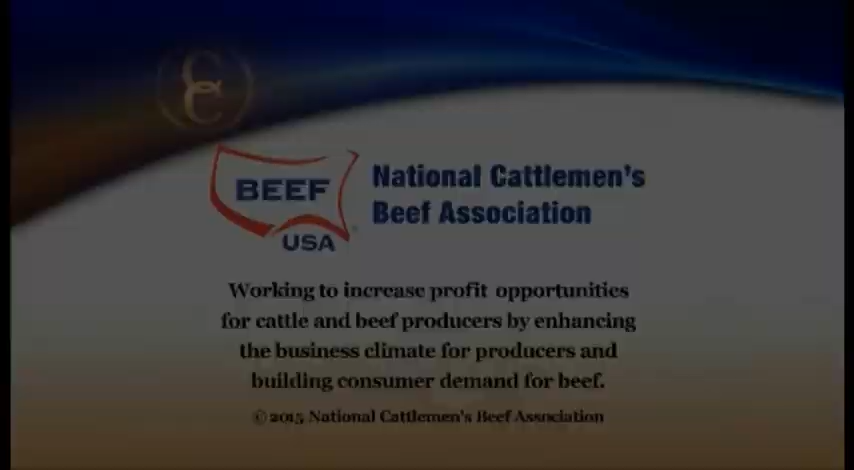 CC
BEEF
USA
National Cattlemen's
Beef Association
Working to increase profit opportunities
for cattle and beef producers by enhancing
the business climate for producers and
building consumer demand for beef.
© 2015 National Cattlemen's Beef Association